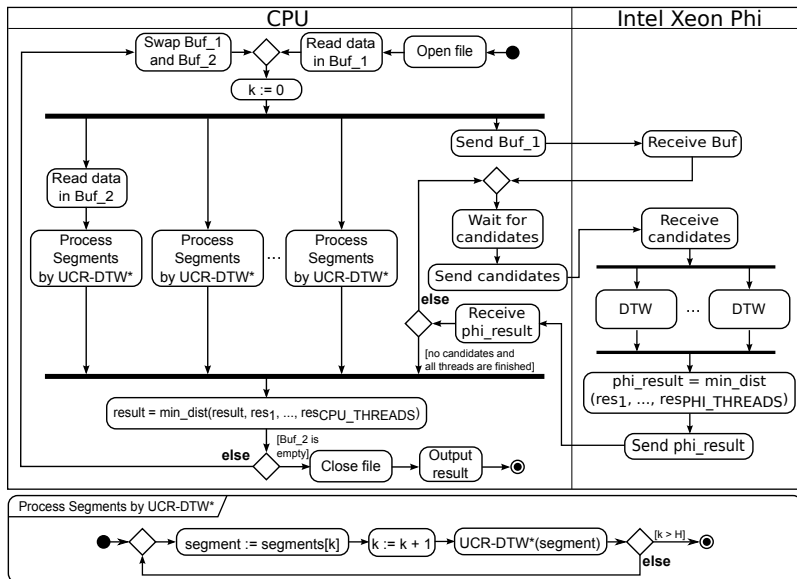 CPU
Intel Xeon Phi
Swap Buf_1
and Buf_2
Read data
in Buf_1
Open file
k := 0
Send Buf_1
Receive Buf
Read data
in Buf_2
Wait for
candidates
Receive
candidates
Process
Segments
by UCR-DTW*
Process
Segments
by UCR-DTW*
...
Process
Segments
by UCR-DTW*
Send candidates
else
Receive
phi_result
DTW
...
DTW
[no candidates and
all threads are finished]
phi_result = min_dist
(res1, ..., resPHI_THREADS)
result = min_dist(result, res1, ..., resCPU_THREADS)
Send phi_result
[Buf_2 is
empty]
else
Close file
Output
result
Process Segments by UCR-DTW*
segment := segments[k]
k := k + 1
UCR-DTW*(segment)
[k > H]
else